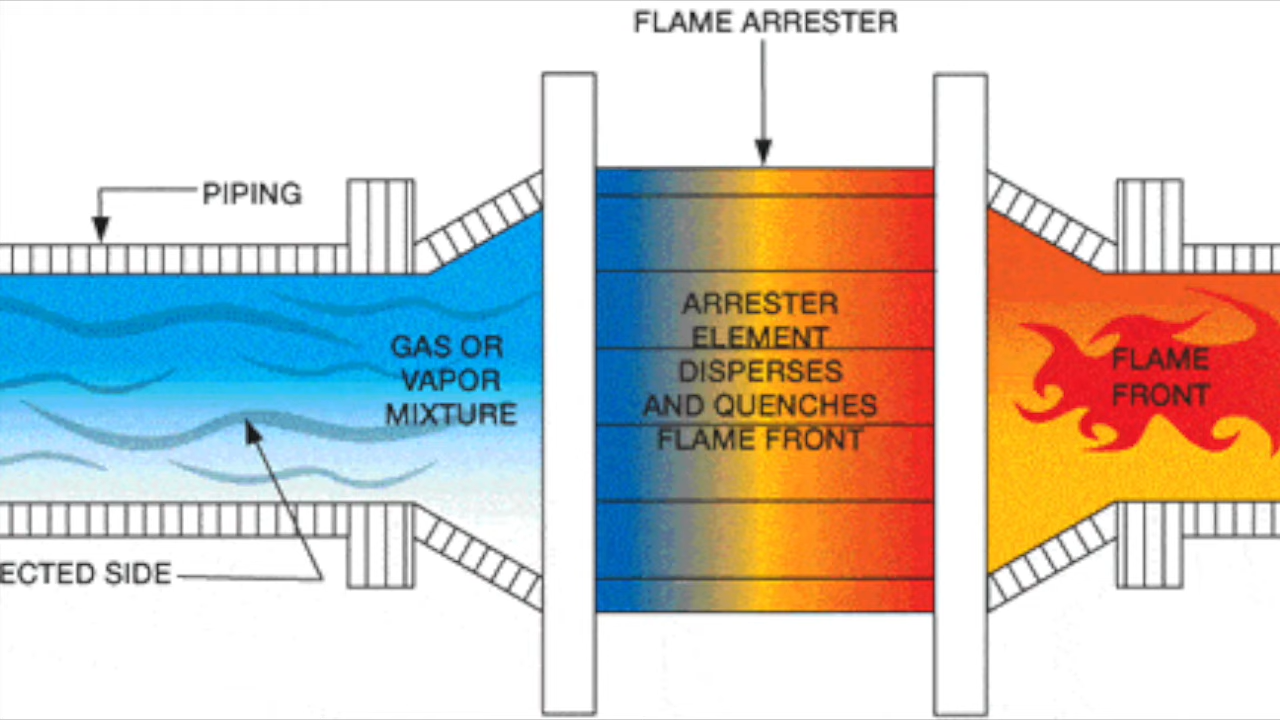 FLAME ARRESTER
PIPING
GAS OR
VAPOR
MIXTURE
ARRESTER
ELEMENT
DISPERSES
AND QUENCHES
FLAME FRONT
FLAME
FRONT
ECTED SIDE